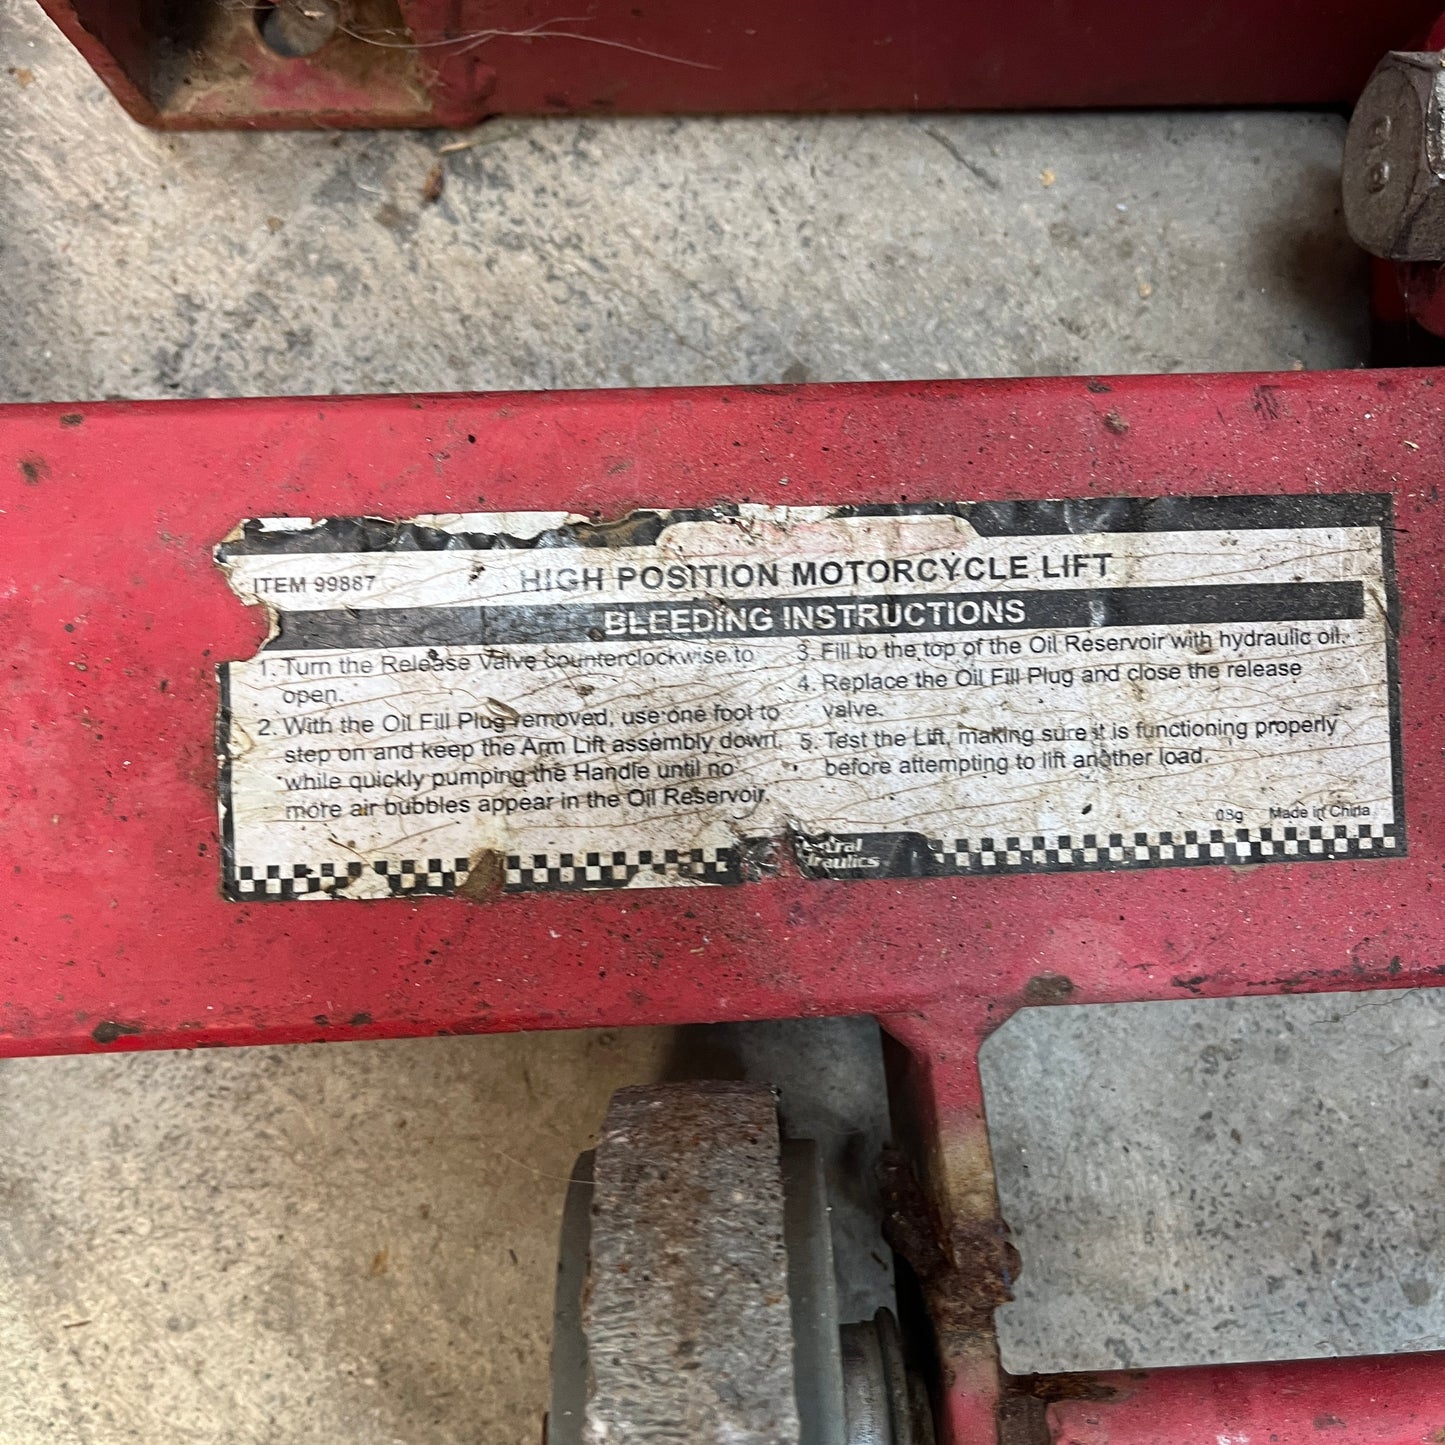 ITEM 99887
HIGH POSITION MOTORCYCLE LIFT
BLEEDING INSTRUCTIONS
1. Turn the Release Valve counterclockwise to
open.
2. With the Oil Fill Plug removed, use one foot to
step on and keep the Arm Lift assembly down,
while quickly pumping the Handle until no
more air bubbles appear in the Oil Reservoir.
3. Fill to the top of the Oil Reservoir with hydraulic oil.
4. Replace the Oil Fill Plug and close the release
valve.
5. Test the Lift, making sure it is functioning properly
before attempting to lift another load.
Made in China